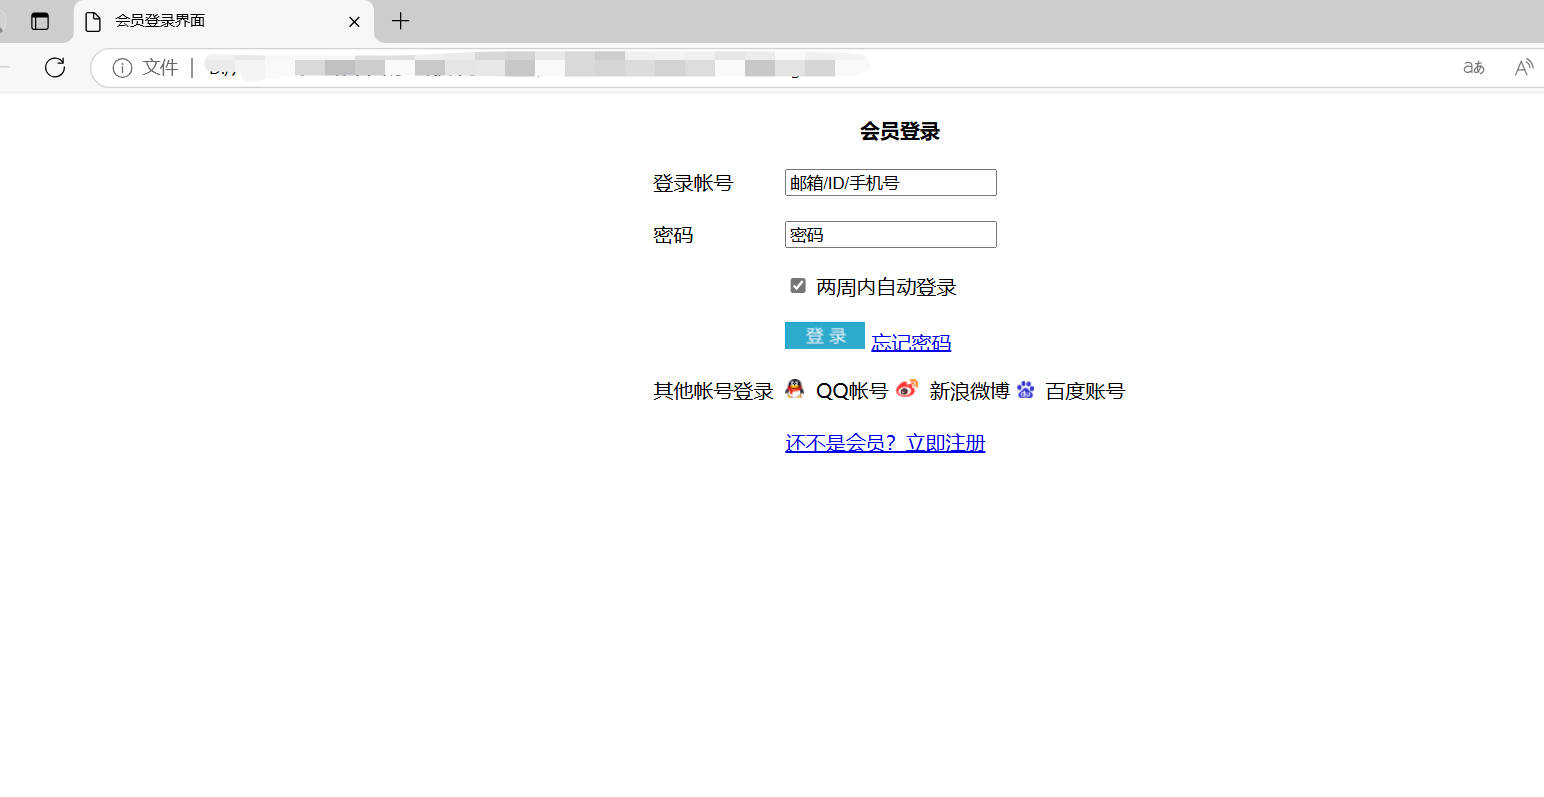 会员登录界面
文件
aあ
会员登录
登录帐号 邮箱/ID/手机号
密码 密码
两周内自动登录
登 录 忘记密码
其他帐号登录 QQ帐号 新浪微博 百度账号
还不是会员？立即注册